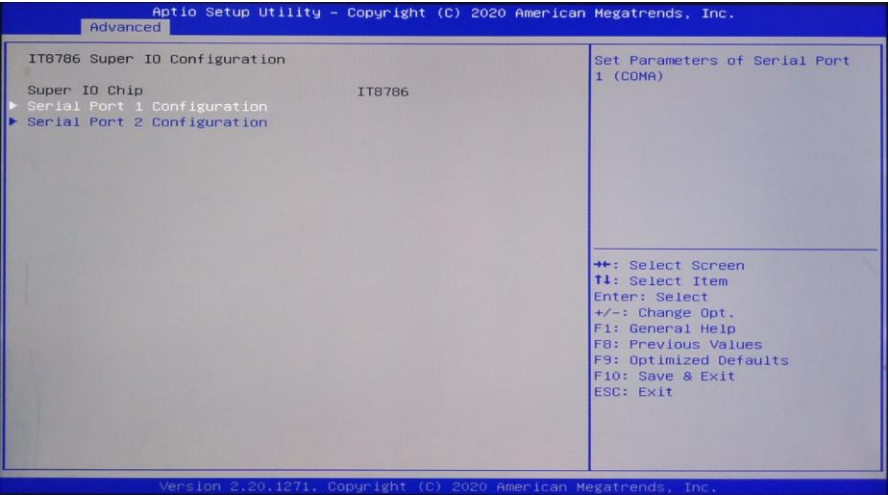 Aptio Setup Utility – Copyright (C) 2020 American Megatrends, Inc.
Advanced
IT8786 Super IO Configuration
Super IO Chip IT8786
► Serial Port 1 Configuration
► Serial Port 2 Configuration
Set Parameters of Serial Port
1 (COMA)
→←: Select Screen
↑↓: Select Item
Enter: Select
+/-: Change Opt.
F1: General Help
F8: Previous Values
F9: Optimized Defaults
F10: Save & Exit
ESC: Exit
Version 2.20.1271. Copyright (C) 2020 American Megatrends, Inc.